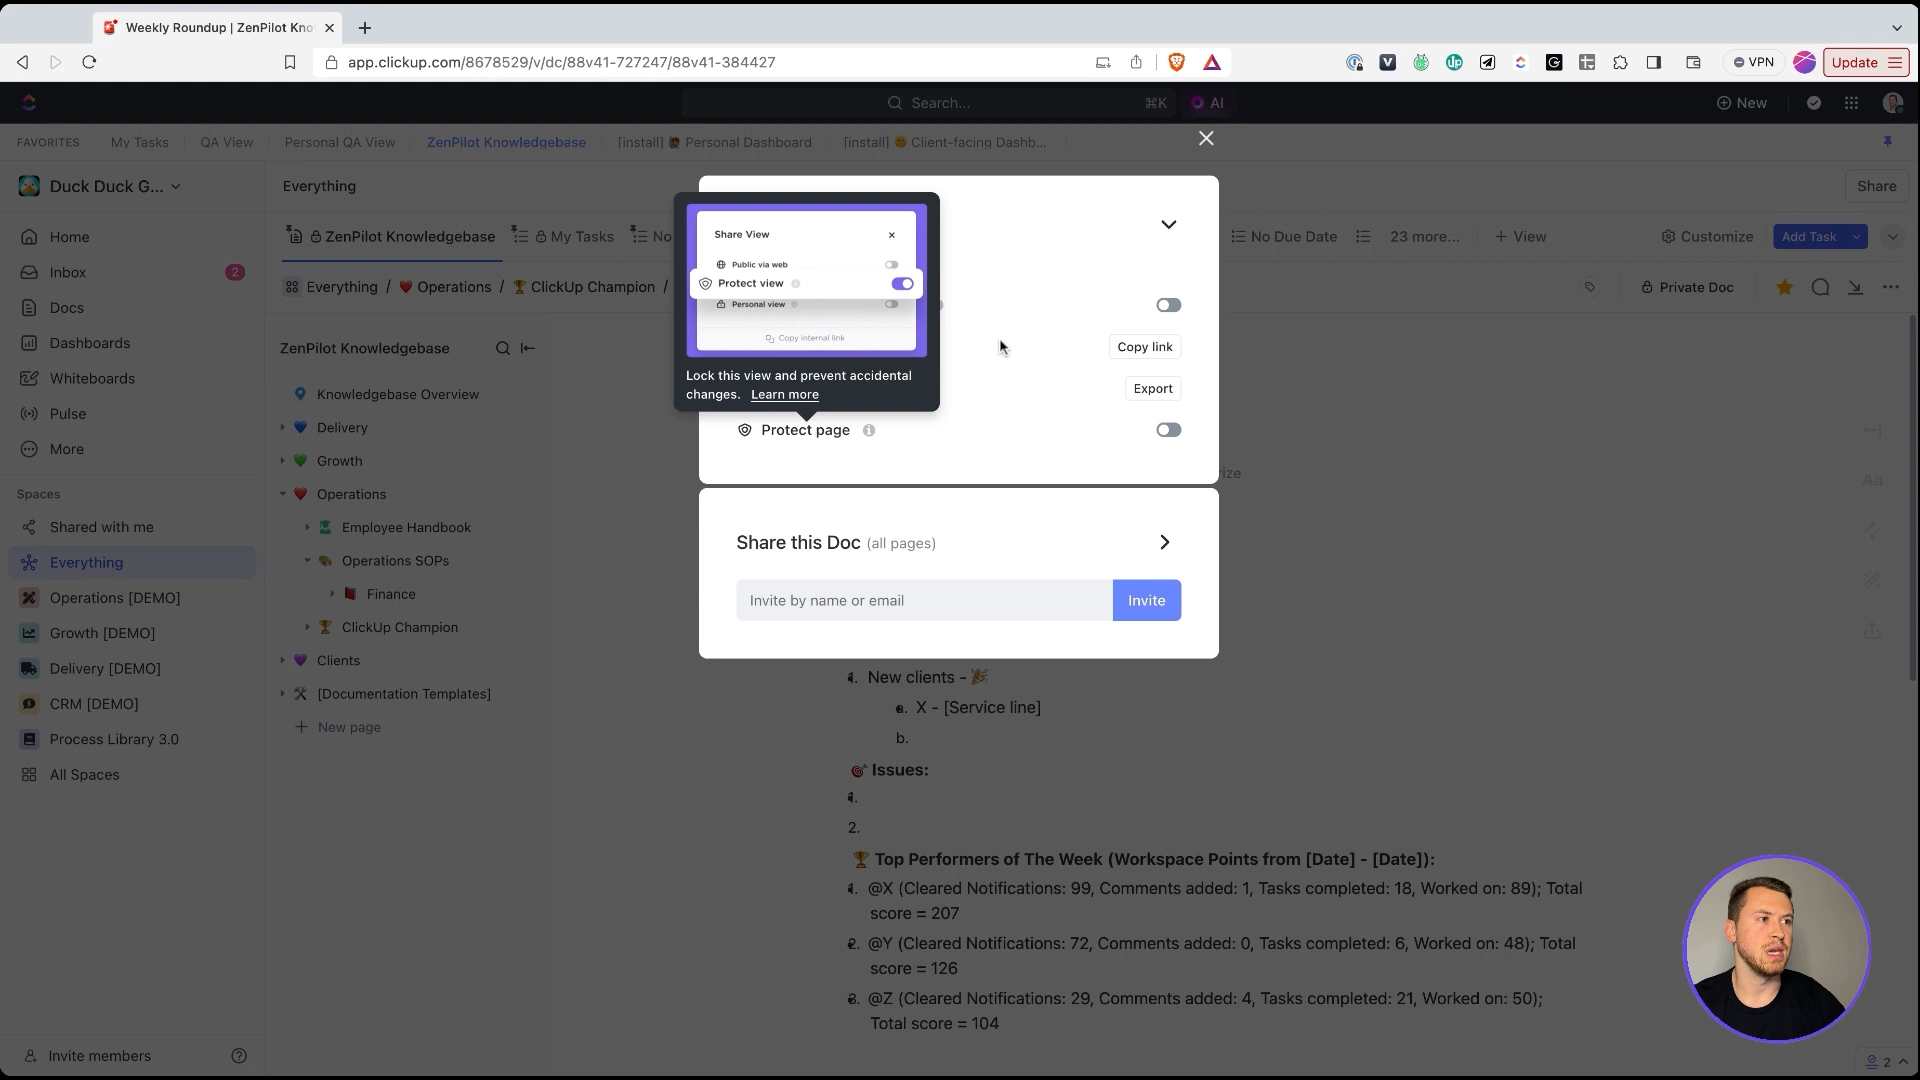 Weekly Roundup | ZenPilot Kno
app.clickup.com/8678529/v/dc/88v41-727247/88v41-384427
VPN
Update
Search...
⌘K
AI
New
FAVORITES
My Tasks
QA View
Personal QA View
ZenPilot Knowledgebase
[install] 🙋 Personal Dashboard
[install] 😊 Client-facing Dashb...
Duck Duck G...
Everything
Share
Home
Inbox
2
Docs
Dashboards
Whiteboards
Pulse
More
Spaces
Shared with me
Everything
Operations [DEMO]
Growth [DEMO]
Delivery [DEMO]
CRM [DEMO]
Process Library 3.0
All Spaces
Invite members
ZenPilot Knowledgebase
My Tasks
No
No Due Date
23 more...
+ View
Customize
Add Task
Everything / ❤️ Operations / 🏆 ClickUp Champion /
Private Doc
ZenPilot Knowledgebase
Knowledgebase Overview
Delivery
Growth
Operations
Employee Handbook
Operations SOPs
Finance
ClickUp Champion
Clients
[Documentation Templates]
+ New page
Share View
Public via web
Protect view
Personal view
Copy internal link
Lock this view and prevent accidental
changes. Learn more
Copy link
Export
Protect page
rize
Aa
Share this Doc (all pages)
Invite by name or email
Invite
1. New clients - 🎉
a. X - [Service line]
b.
🎯 Issues:
1.
2.
🏆 Top Performers of The Week (Workspace Points from [Date] - [Date]):
1. @X (Cleared Notifications: 99, Comments added: 1, Tasks completed: 18, Worked on: 89); Total
score = 207
2. @Y (Cleared Notifications: 72, Comments added: 0, Tasks completed: 6, Worked on: 48); Total
score = 126
3. @Z (Cleared Notifications: 29, Comments added: 4, Tasks completed: 21, Worked on: 50);
Total score = 104
2